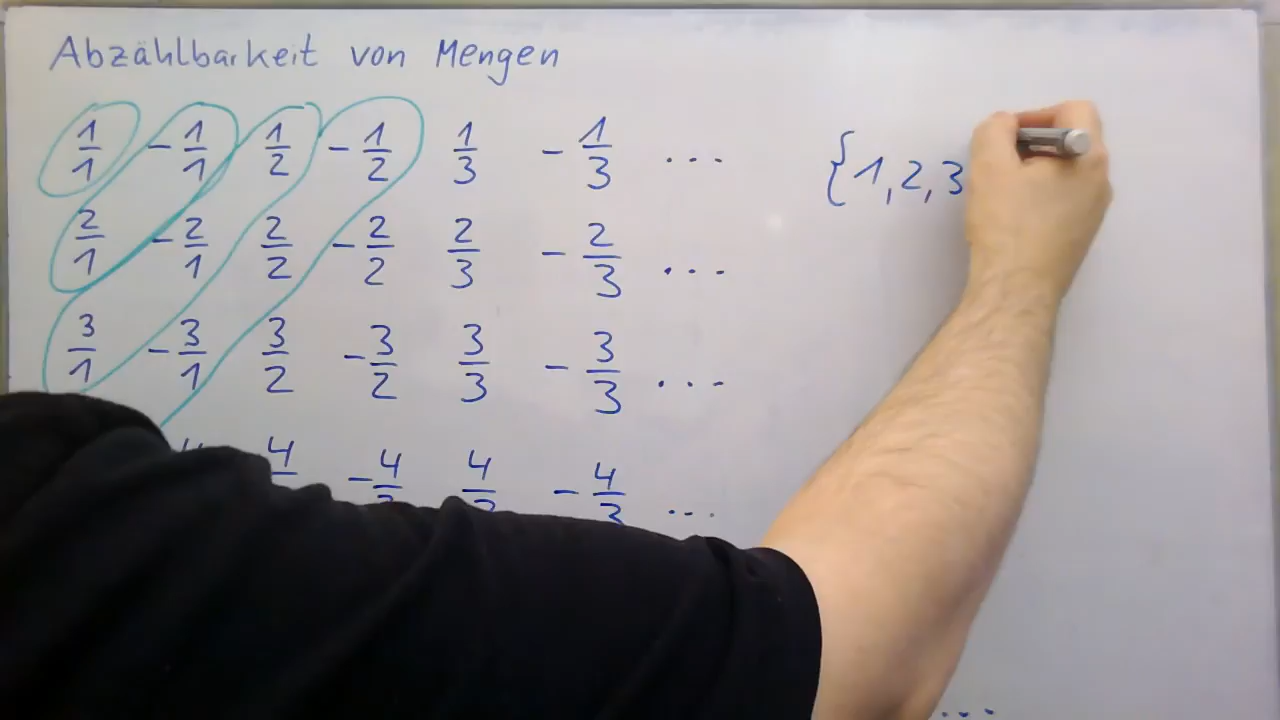 Abzählbarkeit von Mengen
1/1 -1/1 1/2 -1/2 1/3 -1/3 ...
{1,2,3
2/1 -2/1 2/2 -2/2 2/3 -2/3 ...
3/1 -3/1 3/2 -3/2 3/3 -3/3 ...
4 -4 4 -4 ...
...